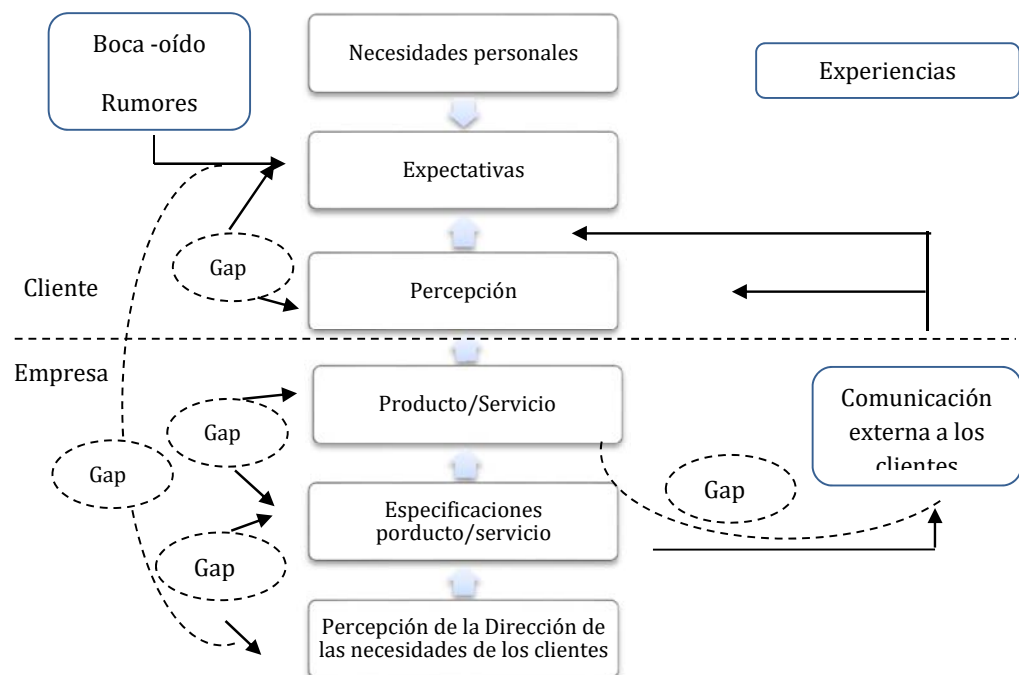 Boca -oído
Rumores
Necesidades personales
Experiencias
Expectativas
Gap
Cliente
Percepción
Empresa
Producto/Servicio
Comunicación
externa a los
clientes
Gap
Gap
Gap
Especificaciones
porducto/servicio
Gap
Percepción de la Dirección de
las necesidades de los clientes